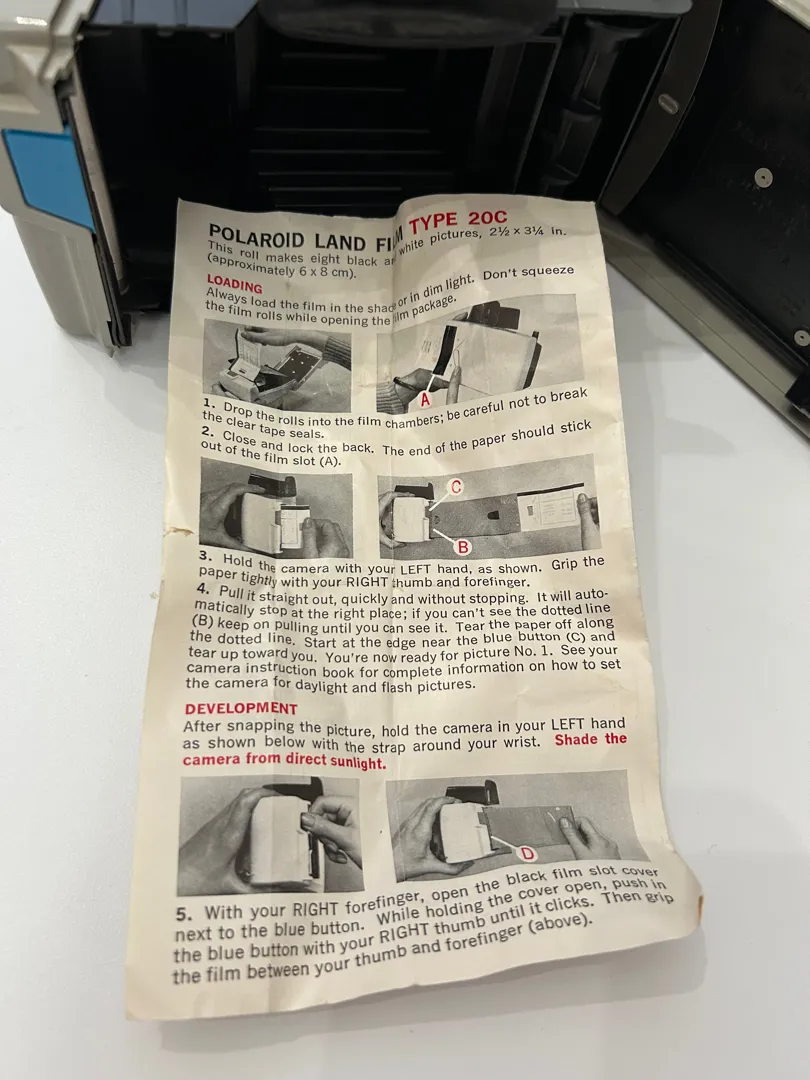 POLAROID LAND FILM TYPE 20C
This roll makes eight black and white pictures, 2½ x 3¼ in.
(approximately 6 x 8 cm).
LOADING
Always load the film in the shade or in dim light. Don't squeeze
the film rolls while opening the film package.
A
1. Drop the rolls into the film chambers; be careful not to break
the clear tape seals.
2. Close and lock the back. The end of the paper should stick
out of the film slot (A).
C
B
3. Hold the camera with your LEFT hand, as shown. Grip the
paper tightly with your RIGHT thumb and forefinger.
4. Pull it straight out, quickly and without stopping. It will auto-
matically stop at the right place; if you can't see the dotted line
(B) keep on pulling until you can see it. Tear the paper off along
the dotted line. Start at the edge near the blue button (C) and
tear up toward you. You're now ready for picture No. 1. See your
camera instruction book for complete information on how to set
the camera for daylight and flash pictures.
DEVELOPMENT
After snapping the picture, hold the camera in your LEFT hand
as shown below with the strap around your wrist. Shade the
camera from direct sunlight.
D
5. With your RIGHT forefinger, open the black film slot cover
next to the blue button. While holding the cover open, push in
the blue button with your RIGHT thumb until it clicks. Then grip
the film between your thumb and forefinger (above).